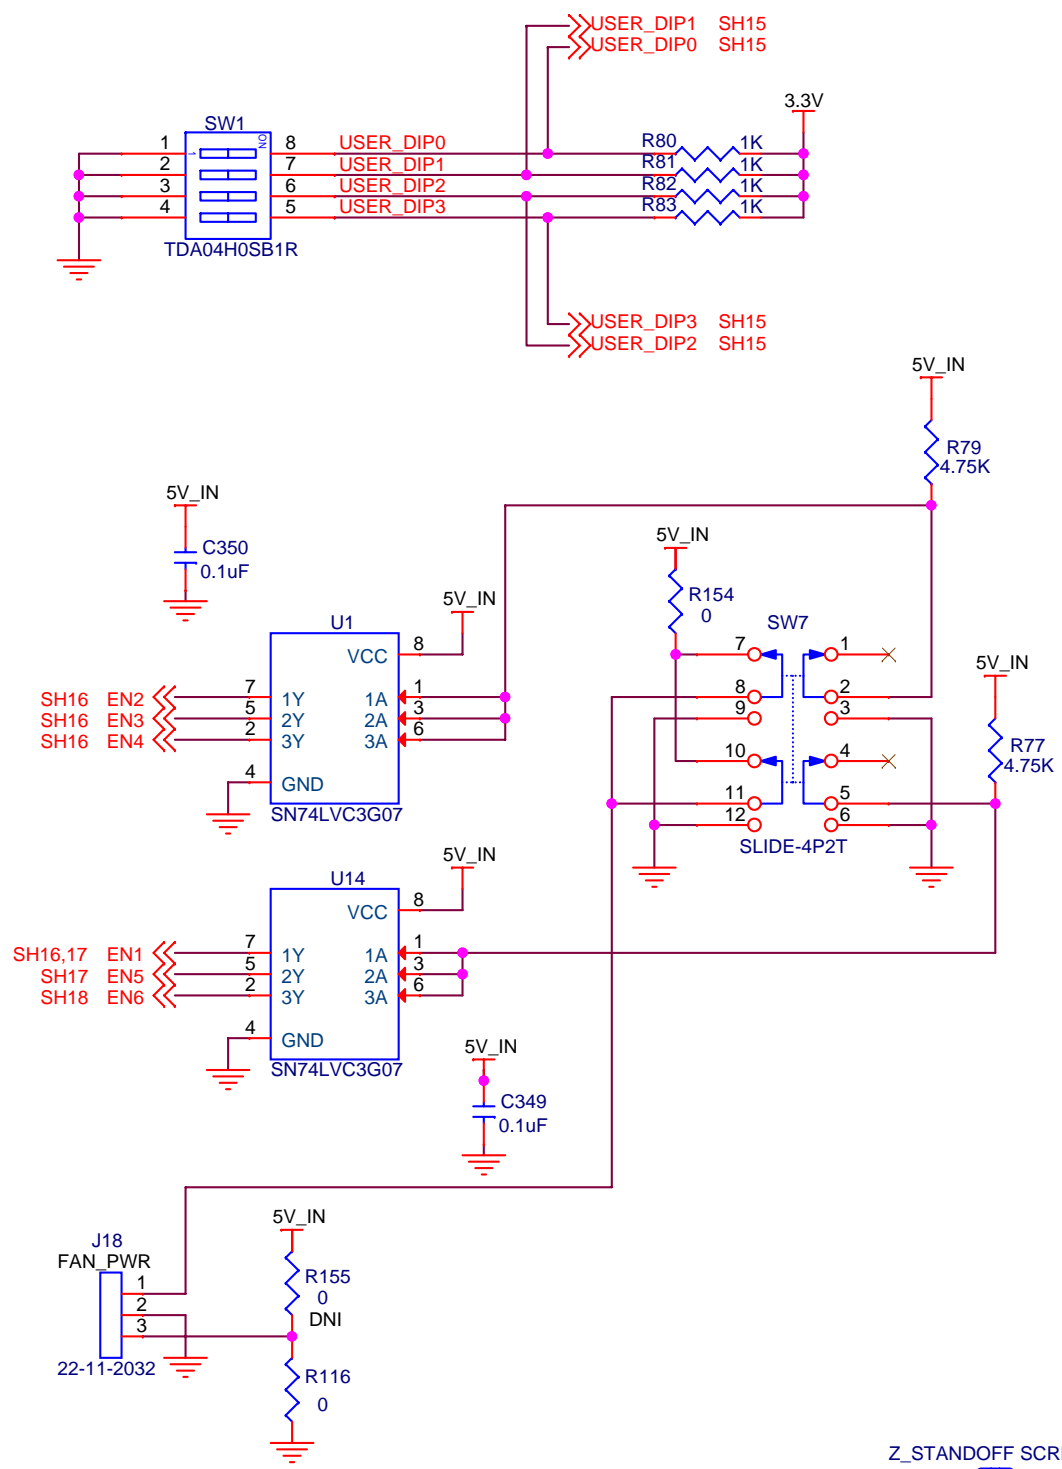 USER_DIP1 SH15
USER_DIP0 SH15
3.3V
SW1
ON
1 8 USER_DIP0 R80 1K
2 7 USER_DIP1 R81 1K
3 6 USER_DIP2 R82 1K
4 5 USER_DIP3 R83 1K
1
TDA04H0SB1R
USER_DIP3 SH15
USER_DIP2 SH15
5V_IN
R79
4.75K
5V_IN
C350
0.1uF
5V_IN
R154
0
5V_IN
U1
VCC 8
SH16 EN2 7 1Y 1A 1
SH16 EN3 5 2Y 2A 3
SH16 EN4 2 3Y 3A 6
4 GND
SN74LVC3G07
SW7
7 1
8 2
9 3
10 4
11 5
12 6
SLIDE-4P2T
5V_IN
R77
4.75K
5V_IN
U14
VCC 8
SH16,17 EN1 7 1Y 1A 1
SH17 EN5 5 2Y 2A 3
SH18 EN6 2 3Y 3A 6
4 GND
SN74LVC3G07
5V_IN
C349
0.1uF
5V_IN
J18
FAN_PWR
1
2
3
22-11-2032
R155
0
DNI
R116
0
Z_STANDOFF SCR